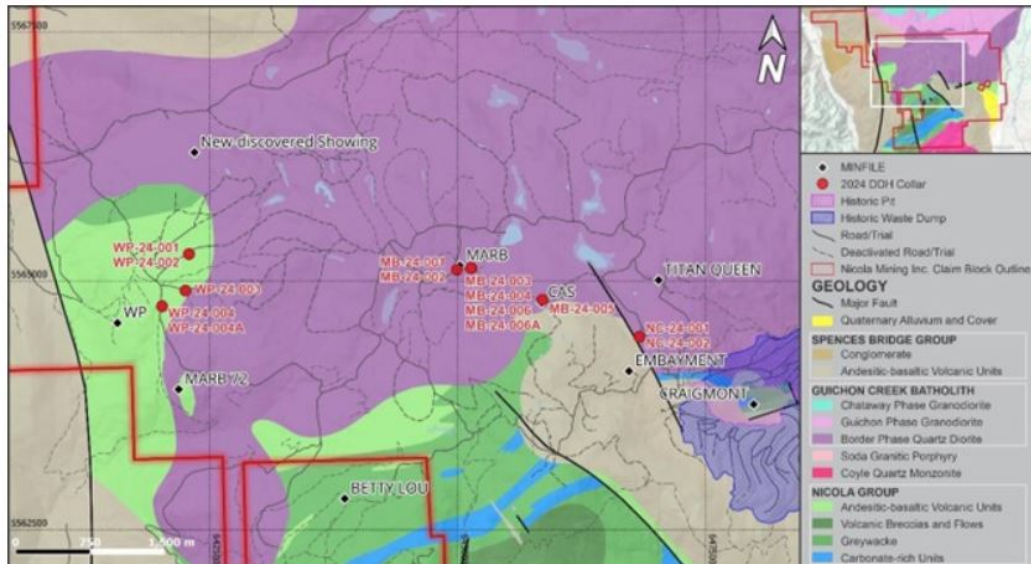 5567500
N
New-discovered Showing
WP-24-001
WP-24-002
5565000
MB-24-001
MB-24-002
MARB
MB-24-003
MB-24-004
MB-24-006
MB-24-006A
TITAN QUEEN
CAS
MB-24-005
WP-24-003
WP-24-004
WP-24-004A
WP
NC-24-001
NC-24-002
EMBAYMENT
CRAIGMONT
MARB 72
BETTY LOU
5562500
0 750 1,500 m
642500
647500
MINFILE
2024 DDH Collar
Historic Pit
Historic Waste Dump
Road/Trial
Deactivated Road/Trial
Nicola Mining Inc. Claim Block Outline
GEOLOGY
Major Fault
Quaternary Alluvium and Cover
SPENCES BRIDGE GROUP
Conglomerate
Andesitic-basaltic Volcanic Units
GUICHON CREEK BATHOLITH
Chataway Phase Granodiorite
Guichon Phase Granodiorite
Border Phase Quartz Diorite
Soda Granitic Porphyry
Coyle Quartz Monzonite
NICOLA GROUP
Andesitic-basaltic Volcanic Units
Volcanic Breccias and Flows
Greywacke
Carbonate-rich Units